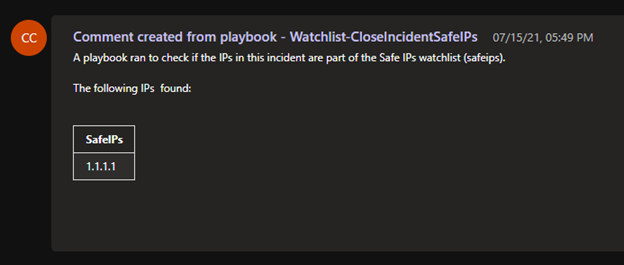 CC
Comment created from playbook - Watchlist-CloseIncidentSafeIPs 07/15/21, 05:49 PM
A playbook ran to check if the IPs in this incident are part of the Safe IPs watchlist (safeips).
The following IPs found:
SafeIPs
1.1.1.1